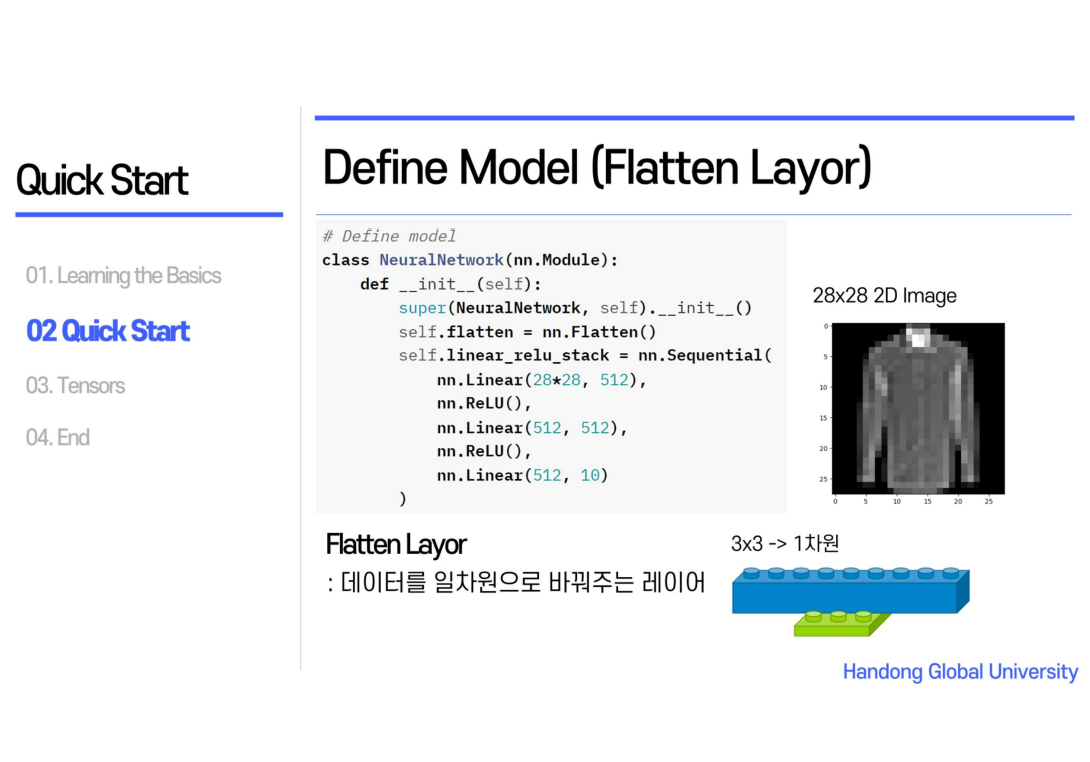 Quick Start
01. Learning the Basics
02 Quick Start
03. Tensors
04. End
Define Model (Flatten Layor)
# Define model
class NeuralNetwork(nn.Module):
    def __init__(self):
        super(NeuralNetwork, self).__init__()
        self.flatten = nn.Flatten()
        self.linear_relu_stack = nn.Sequential(
            nn.Linear(28*28, 512),
            nn.ReLU(),
            nn.Linear(512, 512),
            nn.ReLU(),
            nn.Linear(512, 10)
        )
28x28 2D Image
0
5
10
15
20
25
0 5 10 15 20 25
Flatten Layor
: 데이터를 일차원으로 바꿔주는 레이어
3x3 -> 1차원
Handong Global University